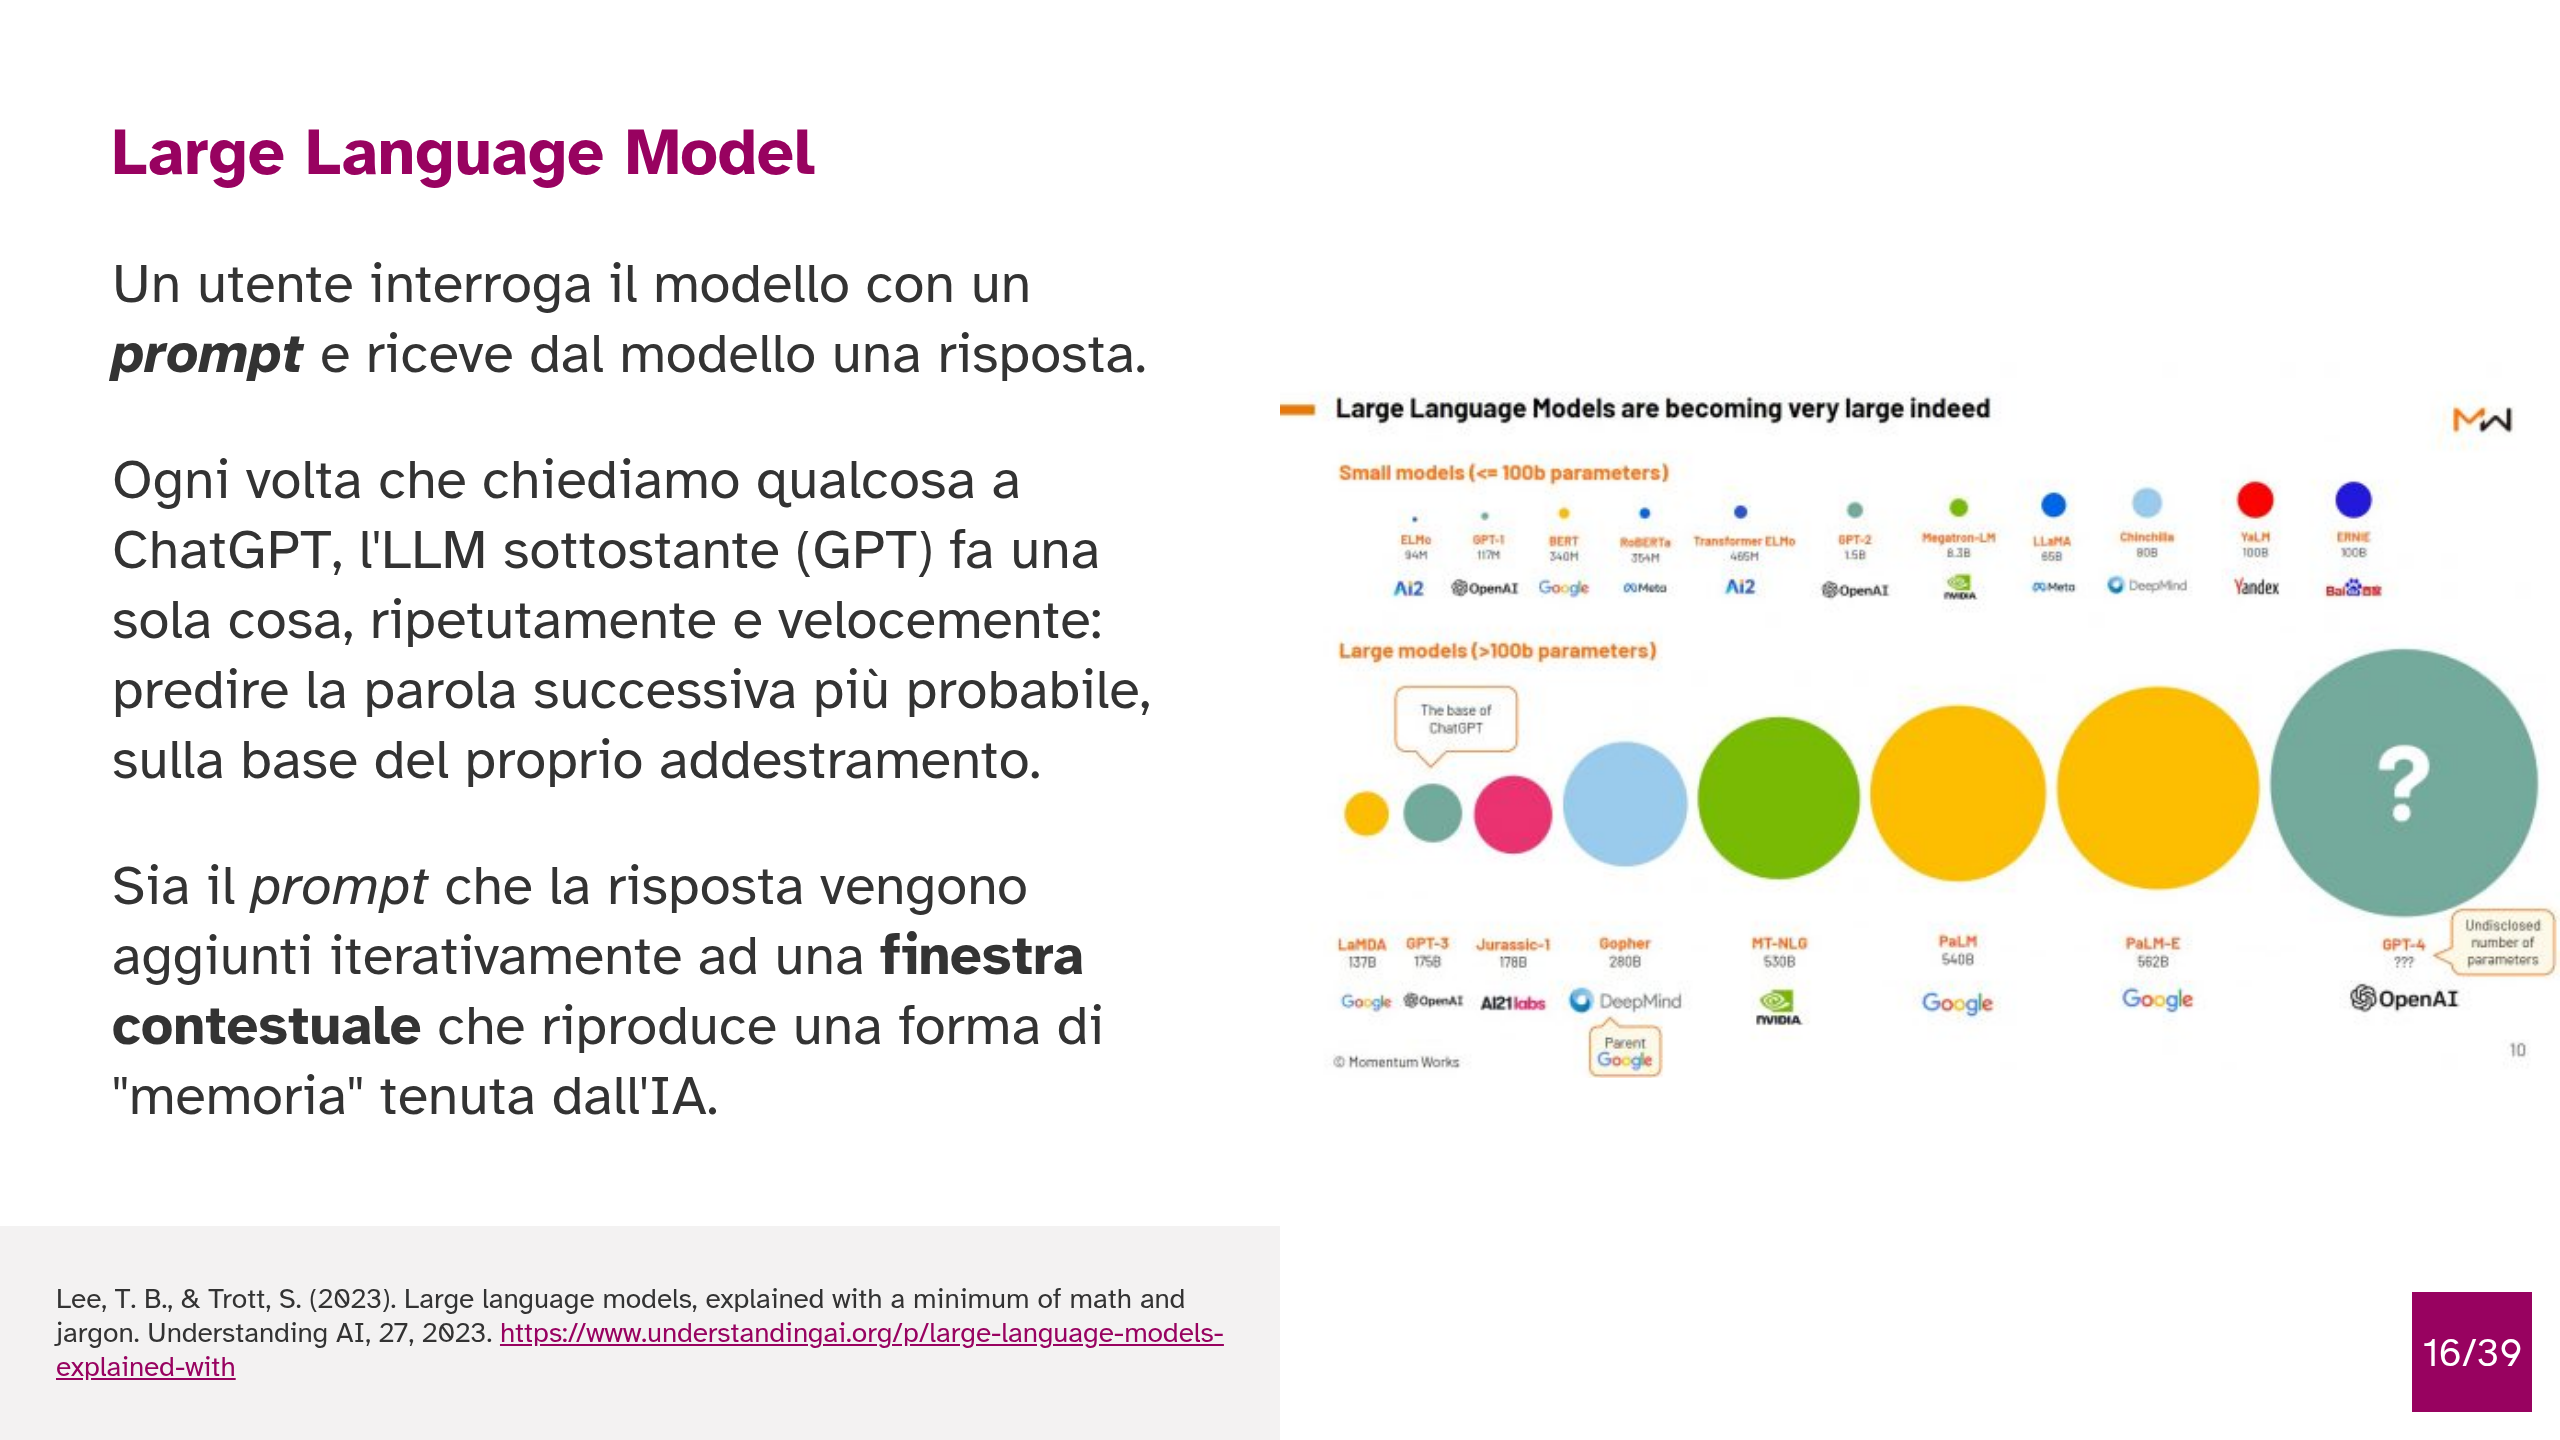 Large Language Model
Un utente interroga il modello con un
prompt e riceve dal modello una risposta.
Ogni volta che chiediamo qualcosa a
ChatGPT, l'LLM sottostante (GPT) fa una
sola cosa, ripetutamente e velocemente:
predire la parola successiva più probabile,
sulla base del proprio addestramento.
Sia il prompt che la risposta vengono
aggiunti iterativamente ad una finestra
contestuale che riproduce una forma di
"memoria" tenuta dall'IA.
Lee, T. B., & Trott, S. (2023). Large language models, explained with a minimum of math and
jargon. Understanding AI, 27, 2023. https://www.understandingai.org/p/large-language-models-
explained-with
Large Language Models are becoming very large indeed
MW
Small models (<= 100b parameters)
ELMo GPT-1 BERT RoBERTa Transformer ELMo GPT-2 Megatron-LM LLaMA Chinchilla YaLM ERNIE
94M 117M 340M 354M 465M 1.5B 8.3B 65B 80B 100B 100B
Ai2 OpenAI Google Meta Ai2 OpenAI NVIDIA Meta DeepMind Yandex Bai百度
Large models (>100b parameters)
The base of
ChatGPT
?
LaMDA GPT-3 Jurassic-1 Gopher MT-NLG PaLM PaLM-E GPT-4
137B 175B 178B 280B 530B 540B 562B ???
Undisclosed
number of
parameters
Google OpenAI AI21labs DeepMind NVIDIA Google Google OpenAI
Parent
Google
© Momentum Works
10
16/39